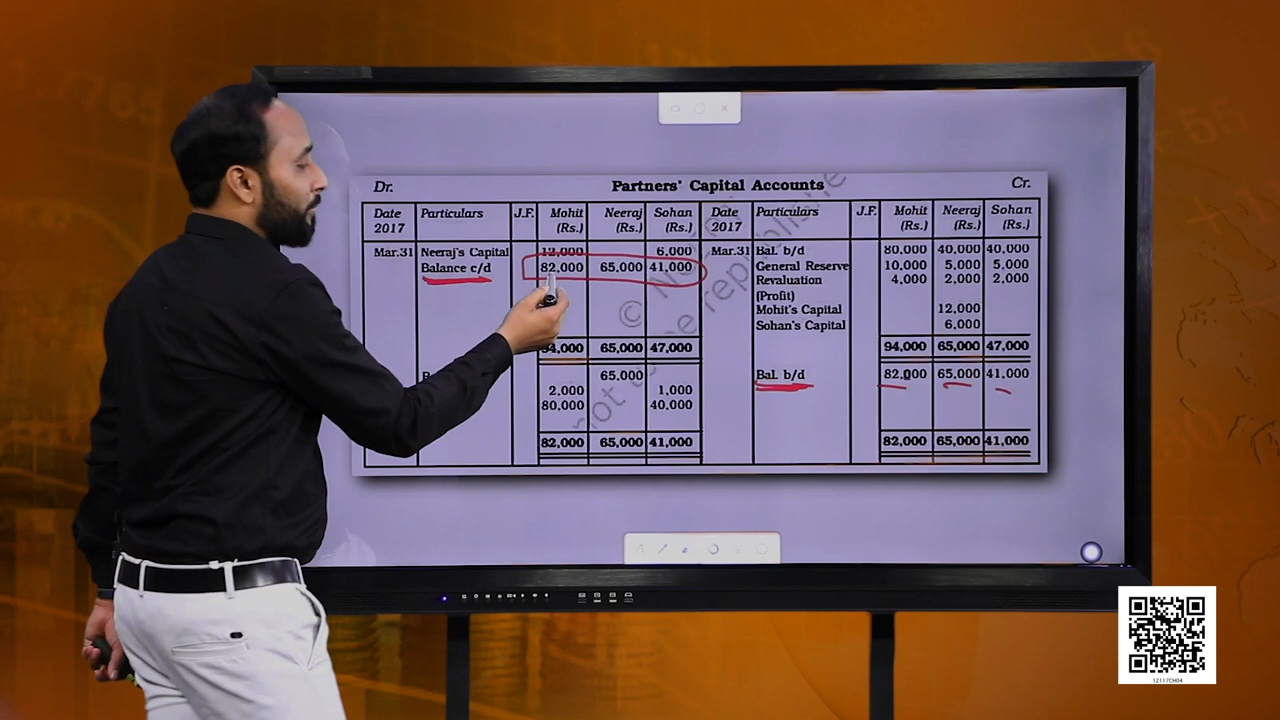 Dr. Partners' Capital Accounts Cr.
Date Particulars J.F. Mohit Neeraj Sohan Date Particulars J.F. Mohit Neeraj Sohan
2017 (Rs.) (Rs.) (Rs.) 2017 (Rs.) (Rs.) (Rs.)
Mar.31 Neeraj's Capital 12,000 6,000 Mar.31 Bal. b/d 80,000 40,000 40,000
Balance c/d 82,000 65,000 41,000 General Reserve 10,000 5,000 5,000
Revaluation 4,000 2,000 2,000
(Profit)
Mohit's Capital 12,000
Sohan's Capital 6,000
94,000 65,000 47,000 94,000 65,000 47,000
65,000 Bal. b/d 82,000 65,000 41,000
2,000 1,000
80,000 40,000
82,000 65,000 41,000 82,000 65,000 41,000
12117CH04